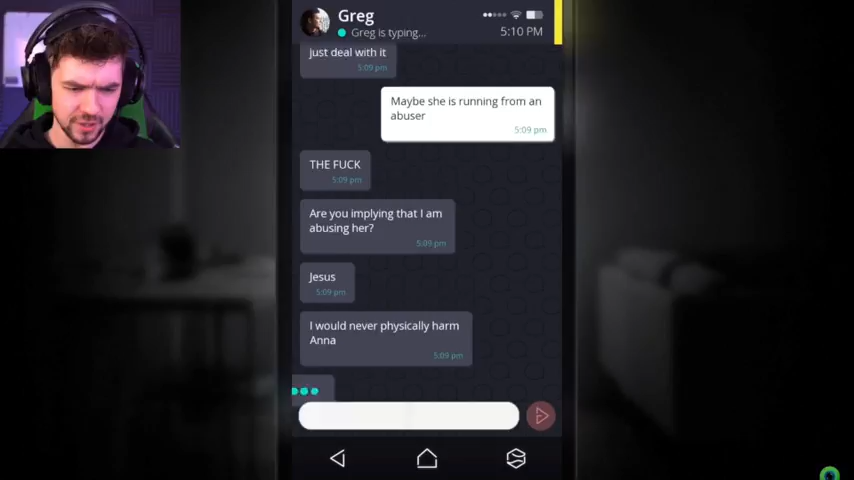 Greg
Greg is typing...
5:10 PM
just deal with it
5:09 pm
Maybe she is running from an
abuser
5:09 pm
THE FUCK
5:09 pm
Are you implying that I am
abusing her?
5:09 pm
Jesus
5:09 pm
I would never physically harm
Anna
5:09 pm